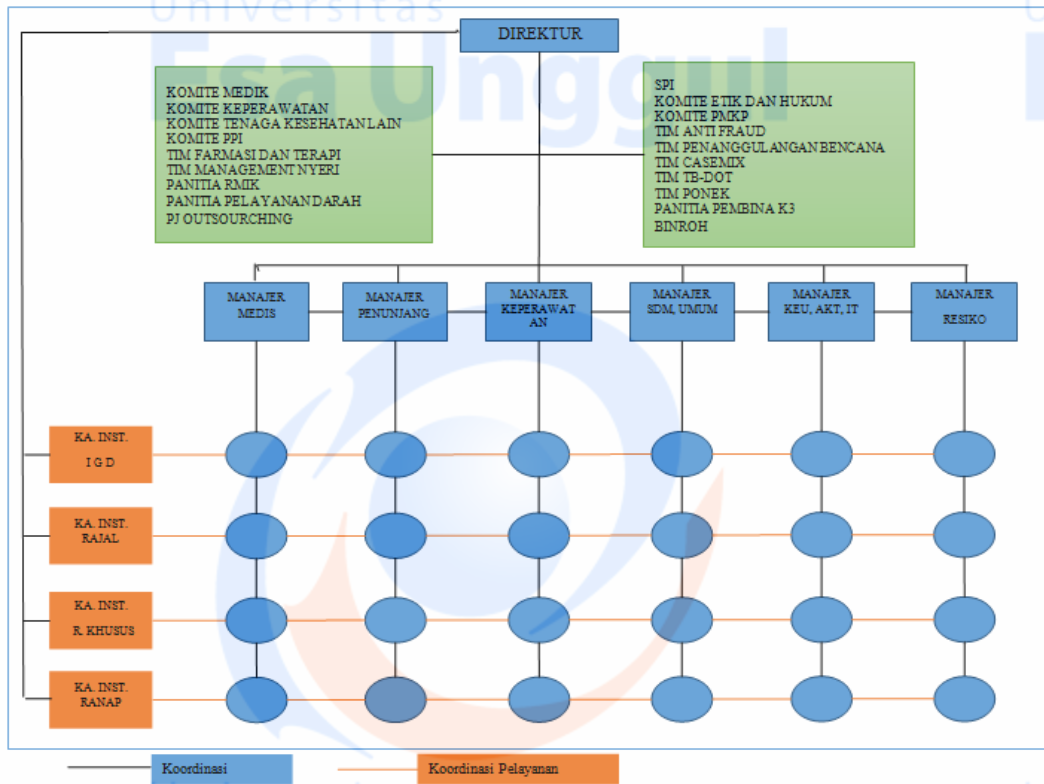 Universitas
Esa Unggul
DIREKTUR
KOMITE MEDIK
KOMITE KEPERAWATAN
KOMITE TENAGA KESEHATAN LAIN
KOMITE PPI
TIM FARMASI DAN TERAPI
TIM MANAGEMENT NYERI
PANITIA RMIK
PANITIA PELAYANAN DARAH
PJ OUTSOURCHING
SPI
KOMITE ETIK DAN HUKUM
KOMITE PMKP
TIM ANTI FRAUD
TIM PENANGGULANGAN BENCANA
TIM CASEMIX
TIM TB-DOT
TIM PONEK
PANITIA PEMBINA K3
BINROH
MANAJER
MEDIS
MANAJER
PENUNJANG
MANAJER
KEPERAWAT
AN
MANAJER
SDM, UMUM
MANAJER
KEU, AKT, IT
MANAJER
RESIKO
KA. INST.
I G D
KA. INST.
RAJAL
KA. INST.
R. KHUSUS
KA. INST.
RANAP
Koordinasi
Koordinasi Pelayanan